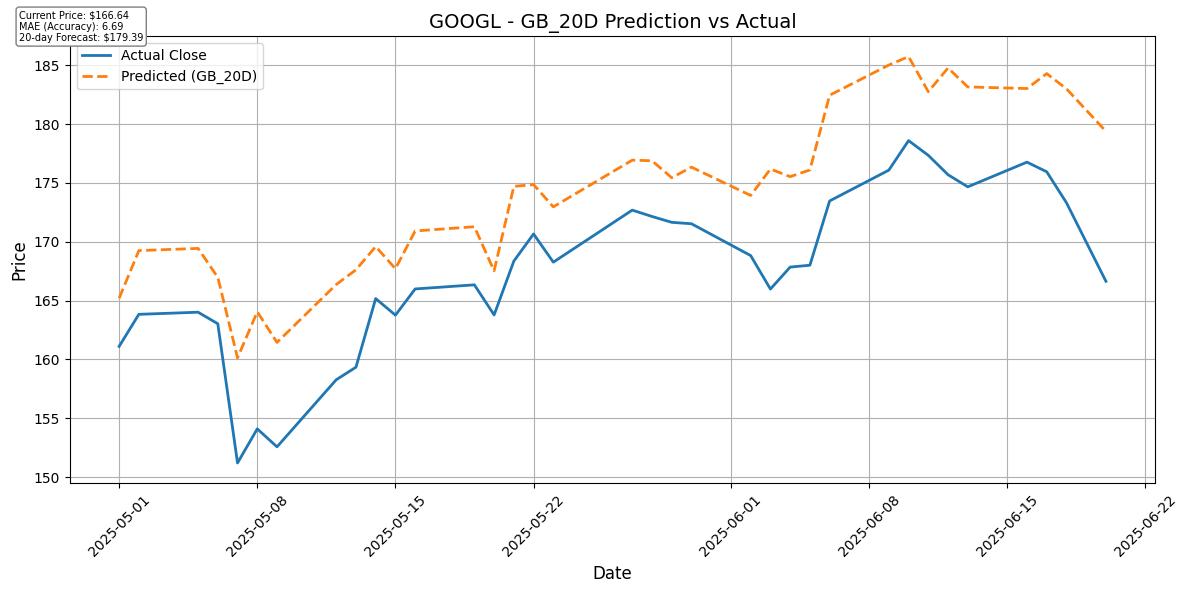 GOOGL - GB_20D Prediction vs Actual
Current Price: $166.64
MAE (Accuracy): 6.69
20-day Forecast: $179.39
Actual Close
Predicted (GB_20D)
185
180
175
170
165
160
155
150
Price
2025-05-01
2025-05-08
2025-05-15
2025-05-22
2025-06-01
2025-06-08
2025-06-15
2025-06-22
Date